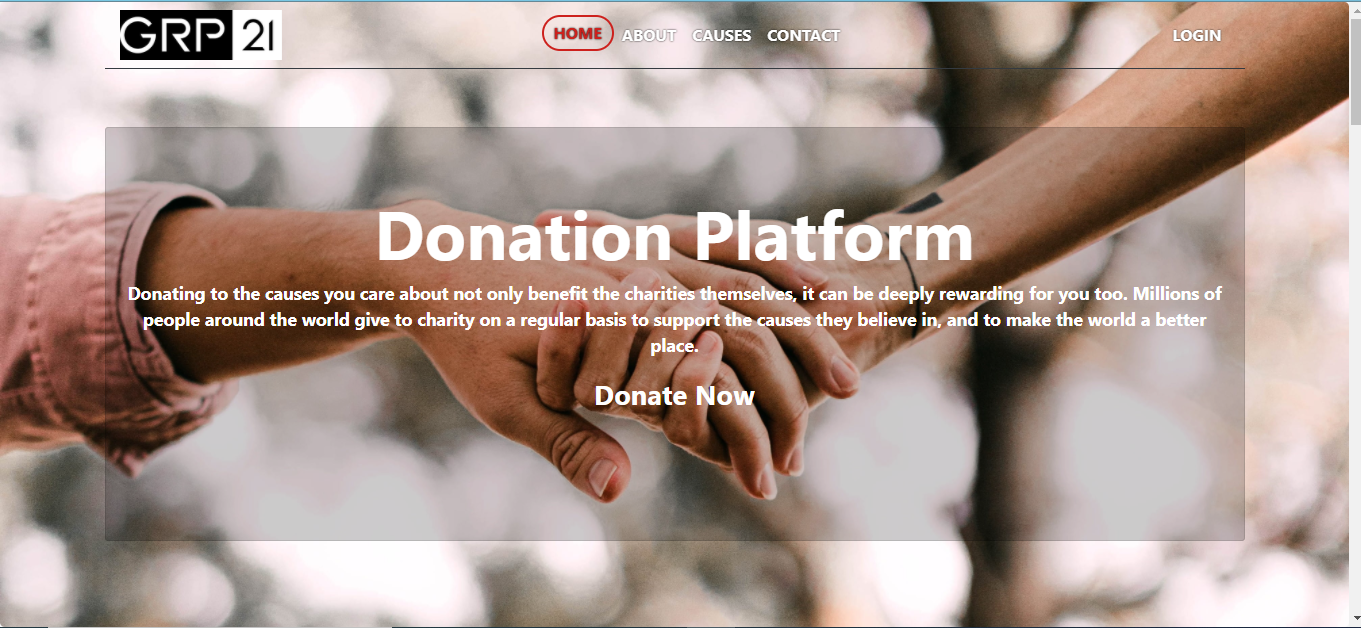 GRP 21
HOME ABOUT CAUSES CONTACT LOGIN
Donation Platform
Donating to the causes you care about not only benefit the charities themselves, it can be deeply rewarding for you too. Millions of
people around the world give to charity on a regular basis to support the causes they believe in, and to make the world a better
place.
Donate Now